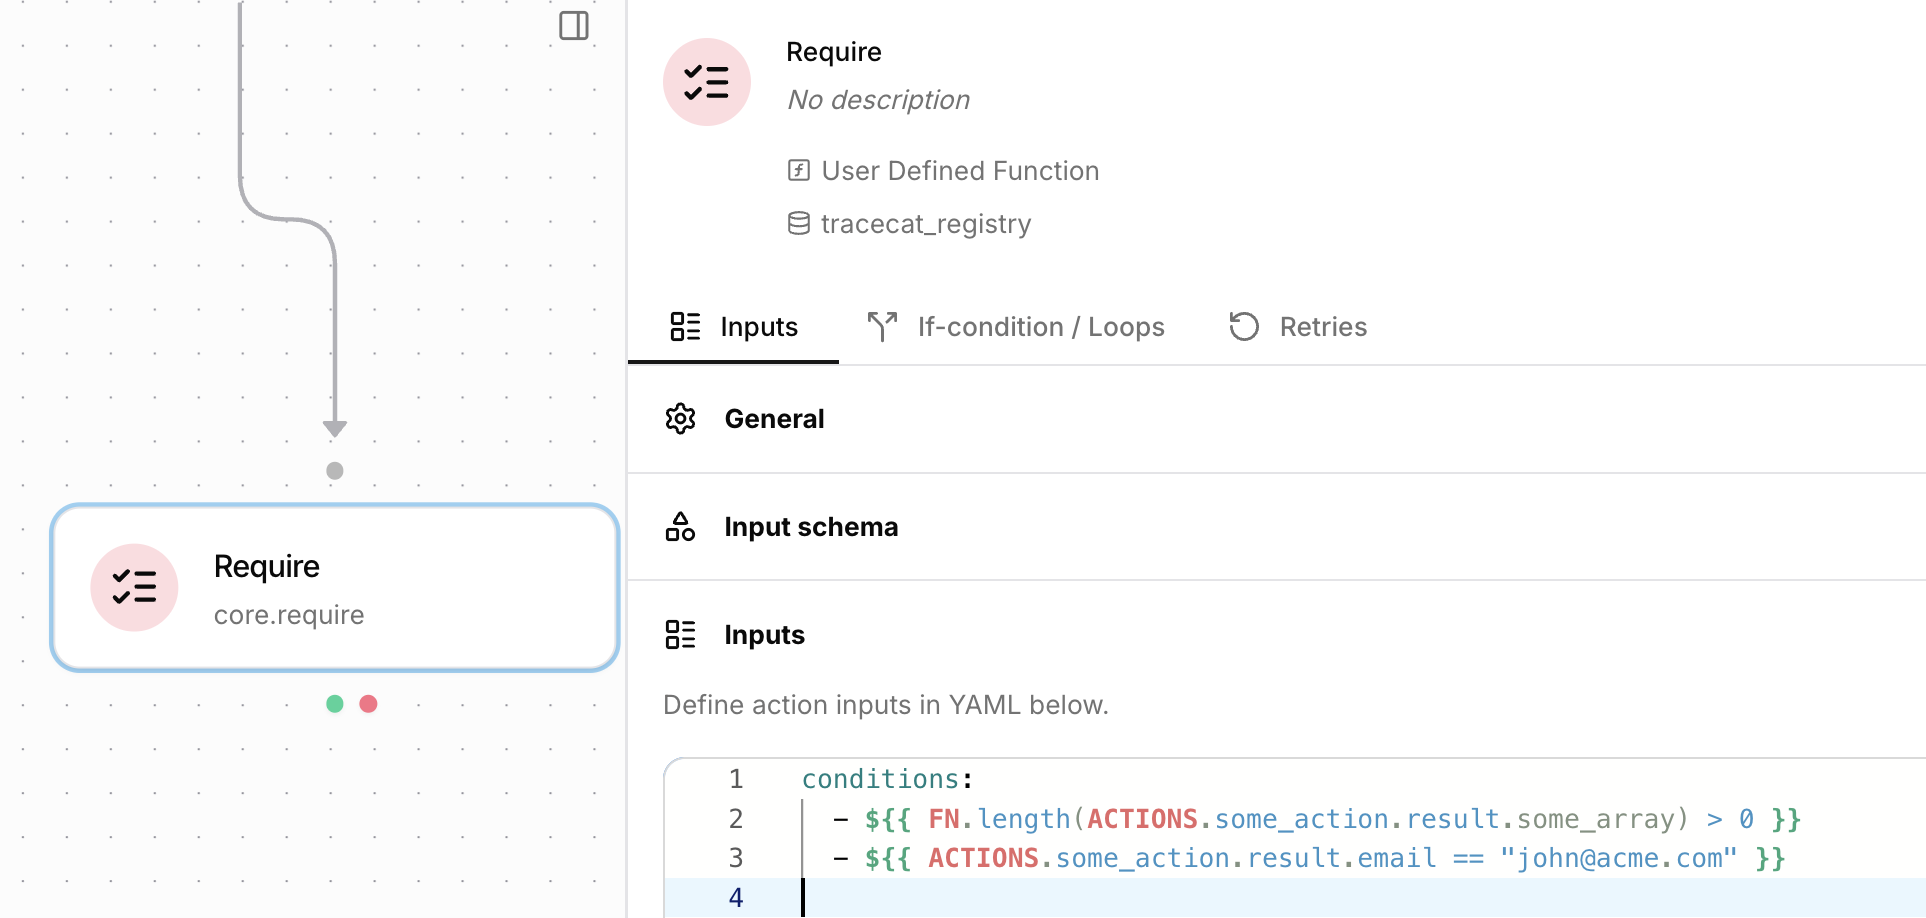 Require
core.require
Require
No description
User Defined Function
tracecat_registry
Inputs
If-condition / Loops
Retries
General
Input schema
Inputs
Define action inputs in YAML below.
1 conditions:
2 - ${{ FN.length(ACTIONS.some_action.result.some_array) > 0 }}
3 - ${{ ACTIONS.some_action.result.email == "john@acme.com" }}
4